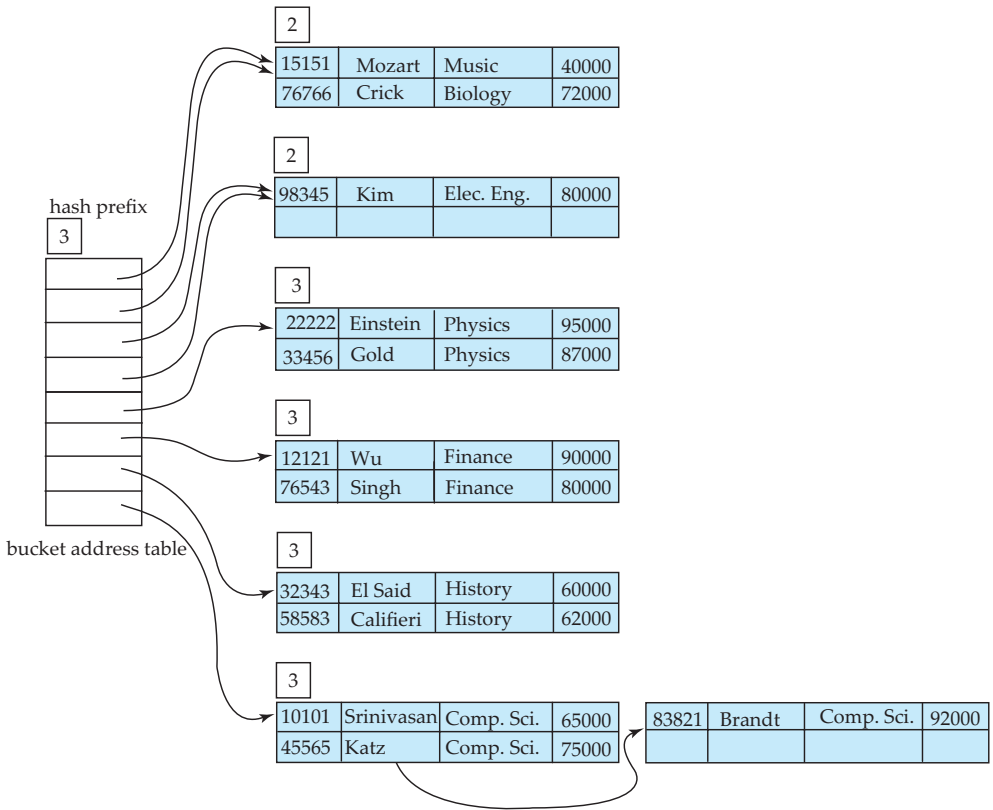 2
15151 Mozart Music 40000
76766 Crick Biology 72000
2
98345 Kim Elec. Eng. 80000
hash prefix
3
3
22222 Einstein Physics 95000
33456 Gold Physics 87000
3
12121 Wu Finance 90000
76543 Singh Finance 80000
bucket address table
3
32343 El Said History 60000
58583 Califieri History 62000
3
10101 Srinivasan Comp. Sci. 65000
45565 Katz Comp. Sci. 75000
83821 Brandt Comp. Sci. 92000